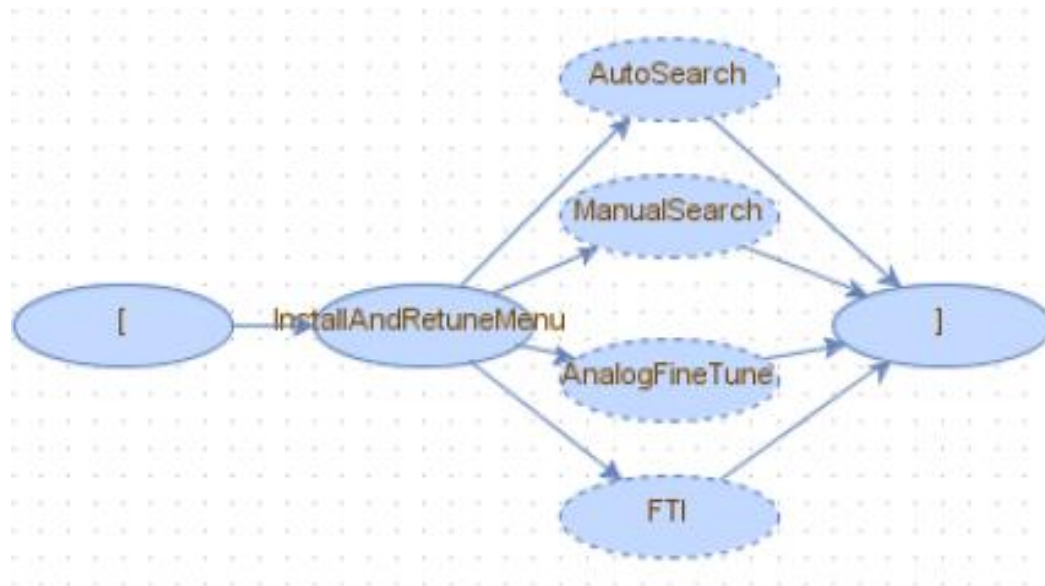 AutoSearch
ManualSearch
[
InstallAndRetuneMenu
]
AnalogFineTune
FTI